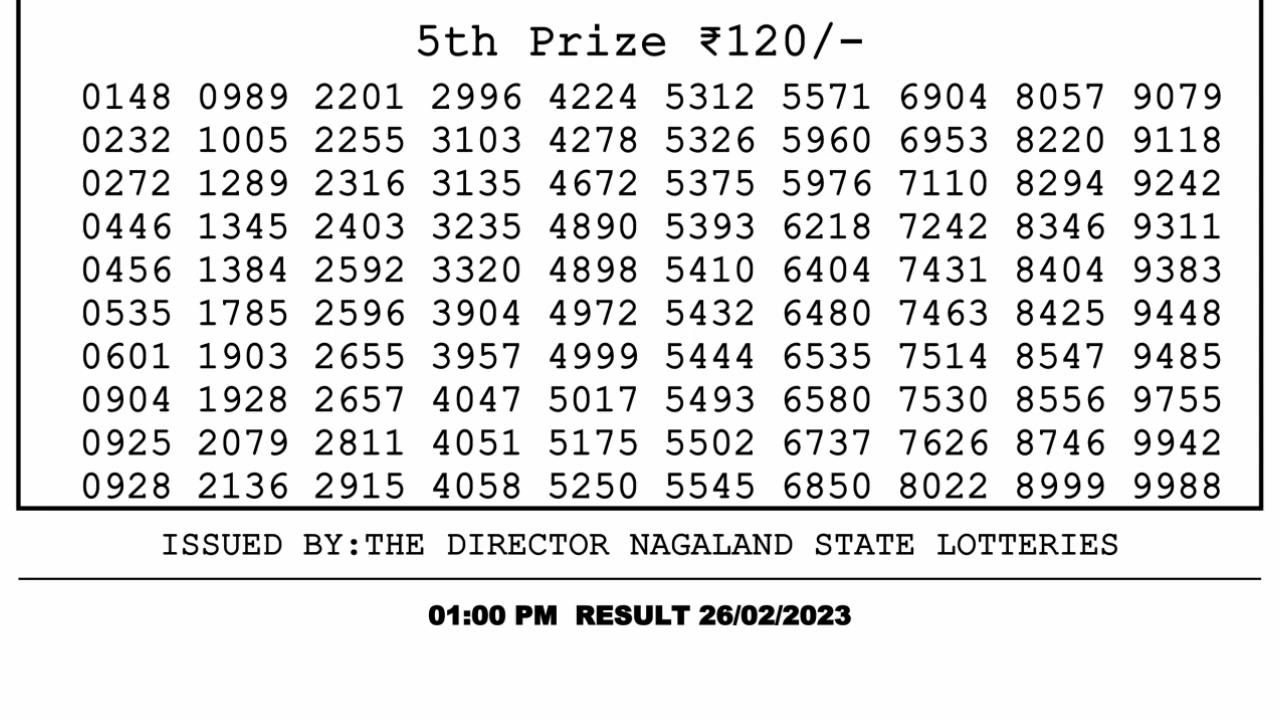 5th Prize ₹120/-
0148 0989 2201 2996 4224 5312 5571 6904 8057 9079
0232 1005 2255 3103 4278 5326 5960 6953 8220 9118
0272 1289 2316 3135 4672 5375 5976 7110 8294 9242
0446 1345 2403 3235 4890 5393 6218 7242 8346 9311
0456 1384 2592 3320 4898 5410 6404 7431 8404 9383
0535 1785 2596 3904 4972 5432 6480 7463 8425 9448
0601 1903 2655 3957 4999 5444 6535 7514 8547 9485
0904 1928 2657 4047 5017 5493 6580 7530 8556 9755
0925 2079 2811 4051 5175 5502 6737 7626 8746 9942
0928 2136 2915 4058 5250 5545 6850 8022 8999 9988
ISSUED BY:THE DIRECTOR NAGALAND STATE LOTTERIES
01:00 PM RESULT 26/02/2023